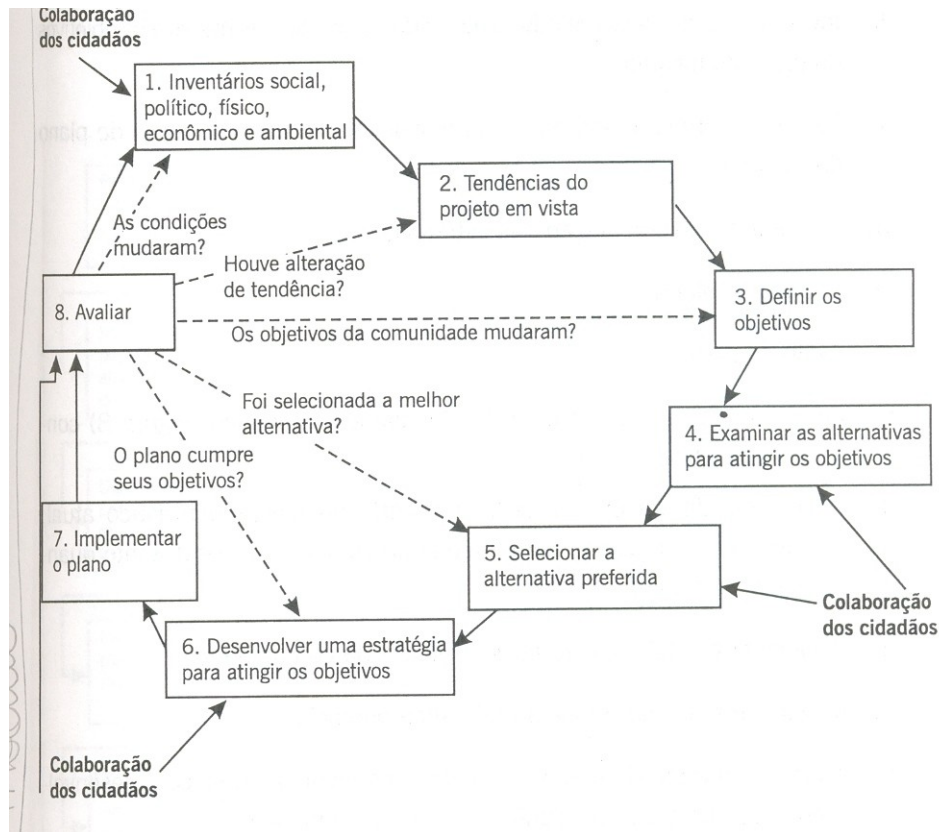 Colaboração
dos cidadãos
1. Inventários social,
político, físico,
econômico e ambiental
2. Tendências do
projeto em vista
As condições
mudaram?
Houve alteração
de tendência?
8. Avaliar
3. Definir os
objetivos
Os objetivos da comunidade mudaram?
Foi selecionada a melhor
alternativa?
4. Examinar as alternativas
para atingir os objetivos
O plano cumpre
seus objetivos?
7. Implementar
o plano
5. Selecionar a
alternativa preferida
Colaboração
dos cidadãos
6. Desenvolver uma estratégia
para atingir os objetivos
Colaboração
dos cidadãos